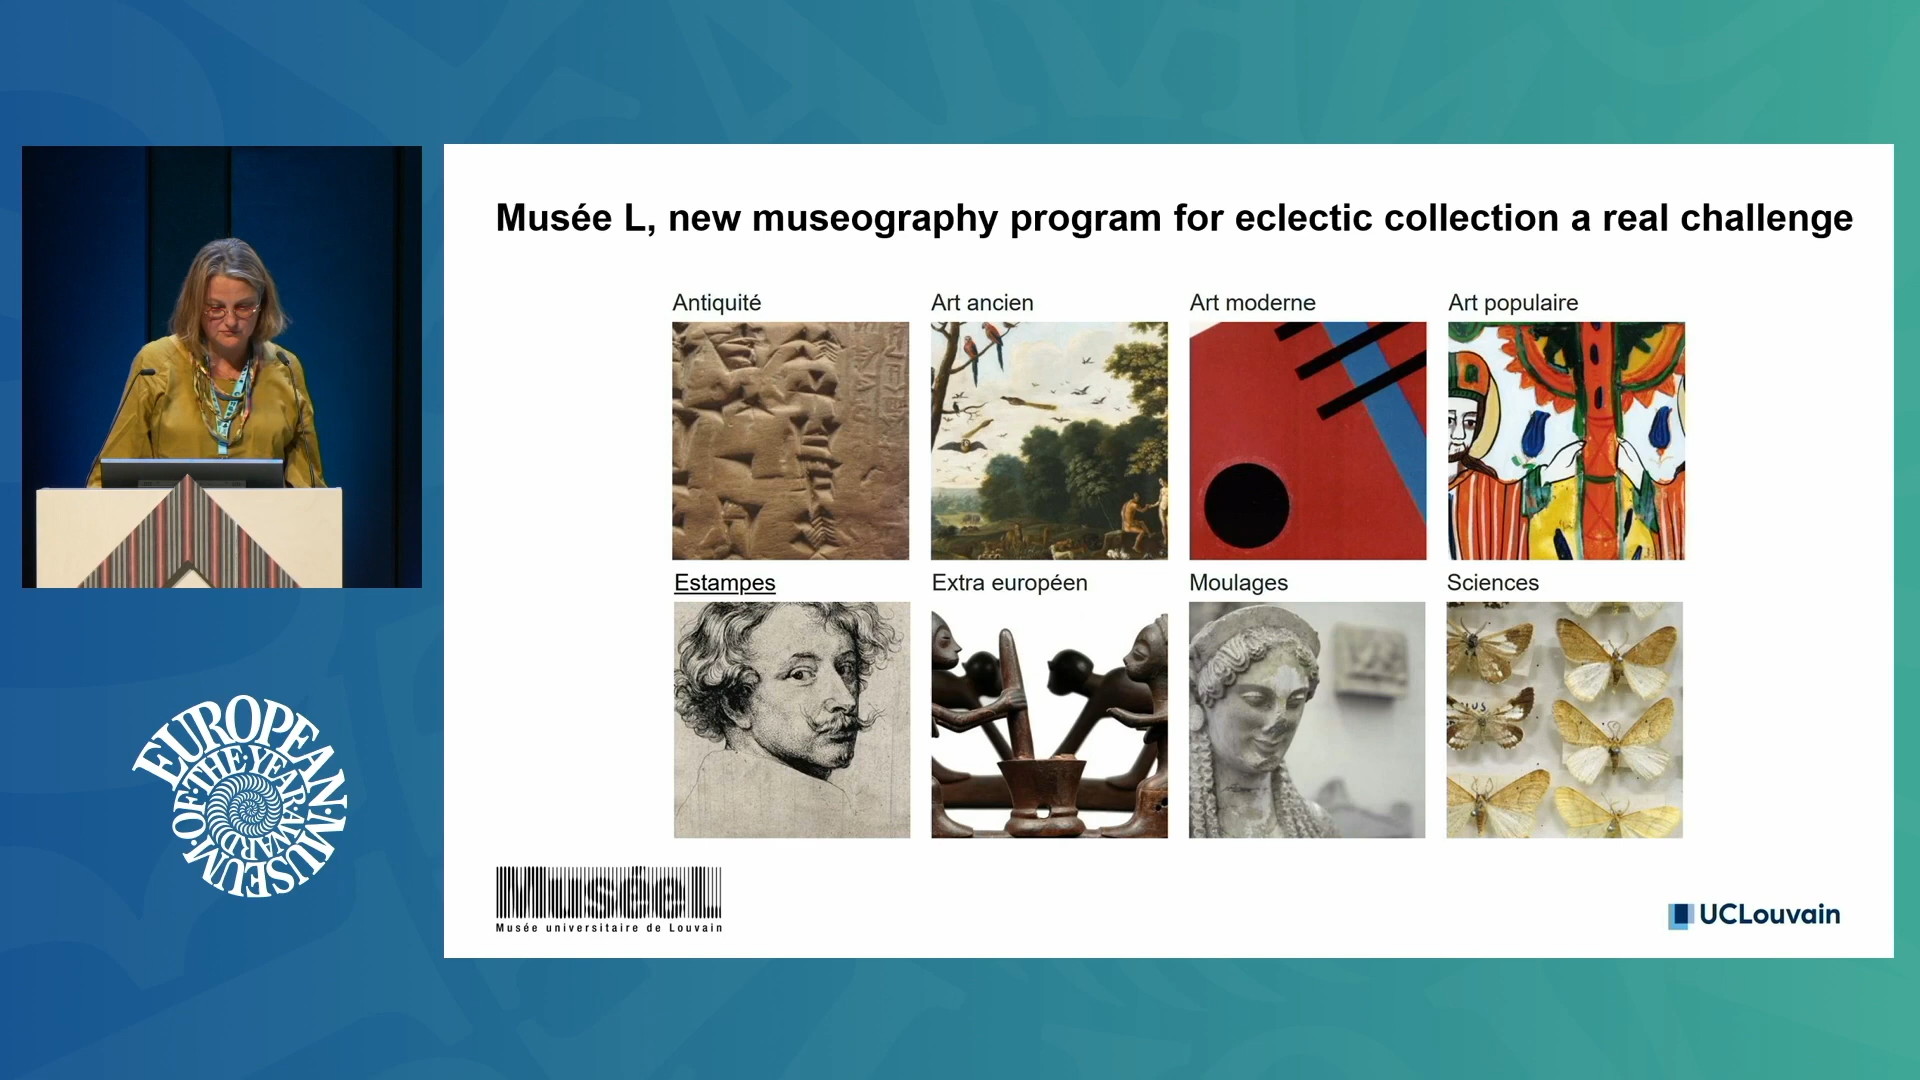 Musée L, new museography program for eclectic collection a real challenge
Antiquité
Art ancien
Art moderne
Art populaire
Estampes
Extra européen
Moulages
Sciences
MuséeL
Musée universitaire de Louvain
UCLouvain
EUROPEAN·MUSEUM·
OF·THE·YEAR·AWARD